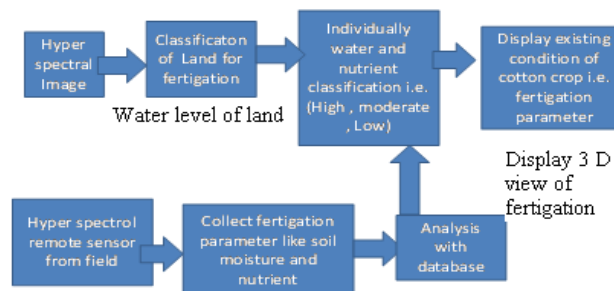 Hyper
spectral
Image
Classificaton
of Land for
fertigation
Individually
water and
nutrient
classification i.e.
(High , moderate
, Low)
Display existing
condition of
cotton crop i.e.
fertigation
parameter
Water level of land
Display 3 D
view of
fertigation
Hyper spectrol
remote sensor
from field
Collect fertigation
parameter like soil
moisture and
nutrient
Analysis
with
database